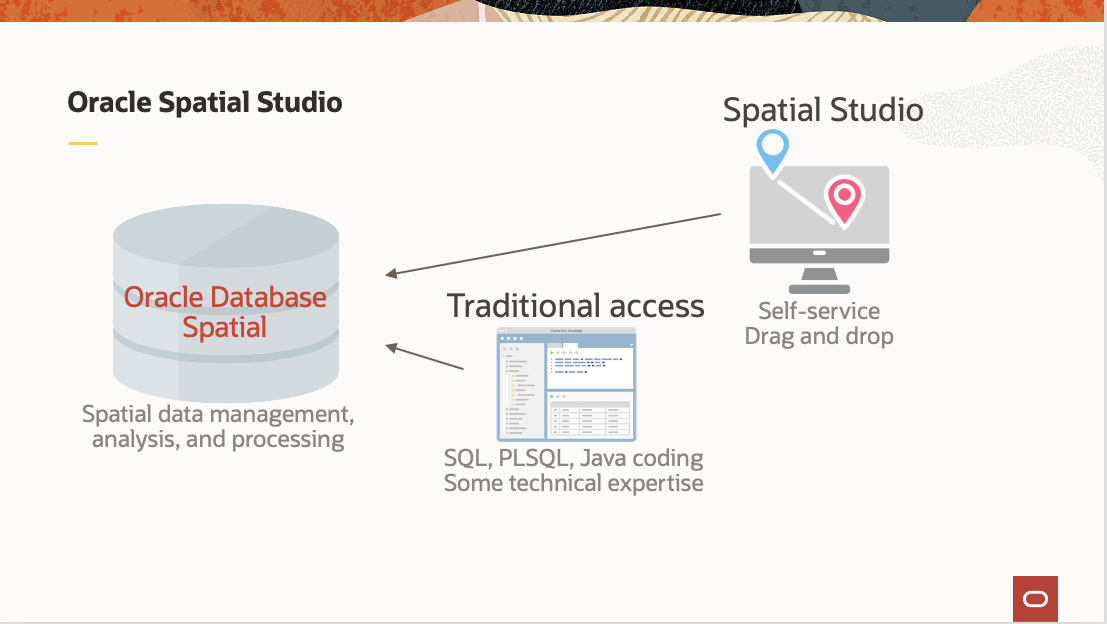 Oracle Spatial Studio
Spatial Studio
Oracle Database
Spatial
Traditional access
Self-service
Drag and drop
Spatial data management,
analysis, and processing
SQL, PLSQL, Java coding
Some technical expertise